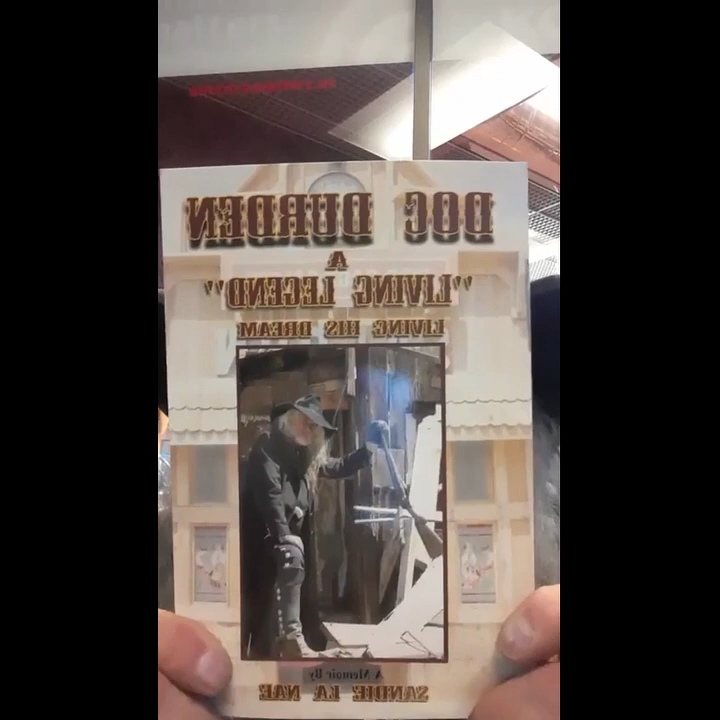 DOC DURDEN
A
"LIVING LEGEND"
LIVING HIS DREAM
A Memoir By
SANDIE LA NAE